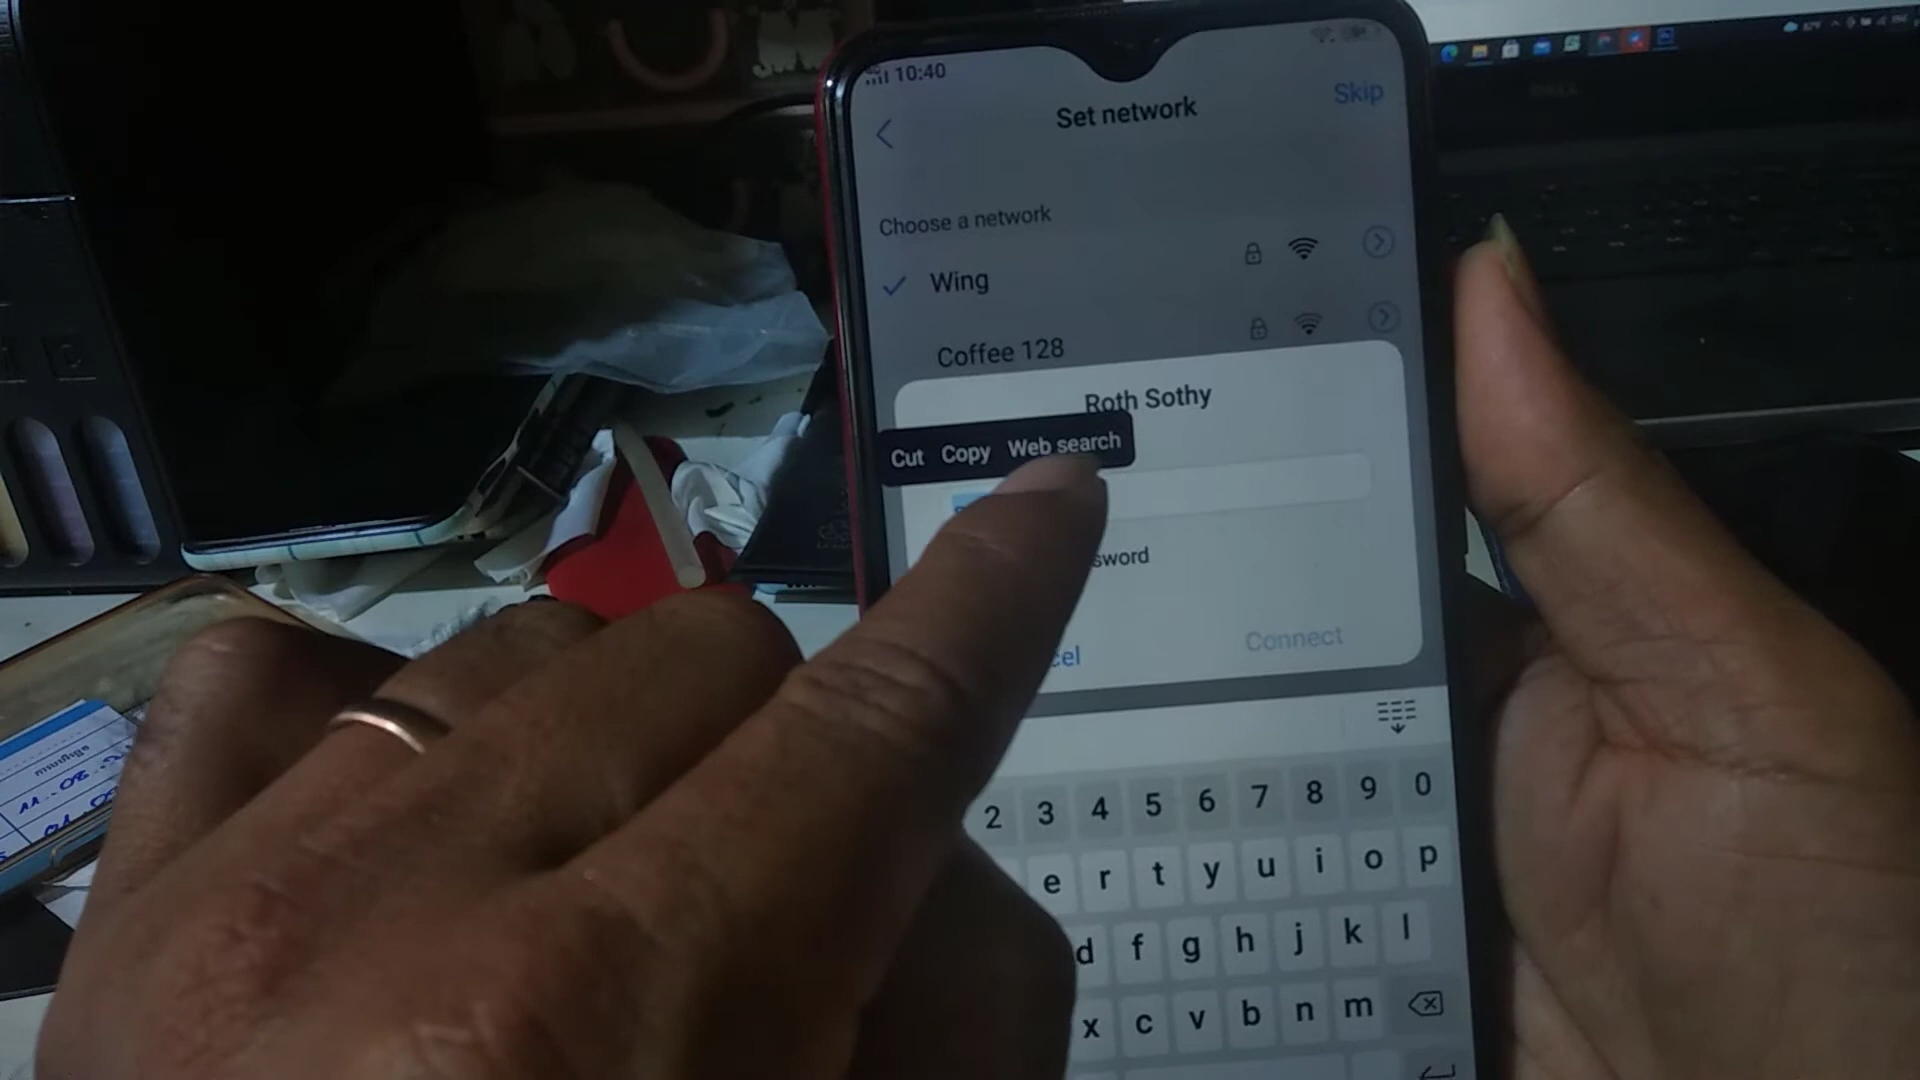 10:40
Set network
Skip
Choose a network
Wing
Coffee 128
Roth Sothy
Cut Copy Web search
sword
cel
Connect
2 3 4 5 6 7 8 9 0
e r t y u i o p
d f g h j k l
x c v b n m